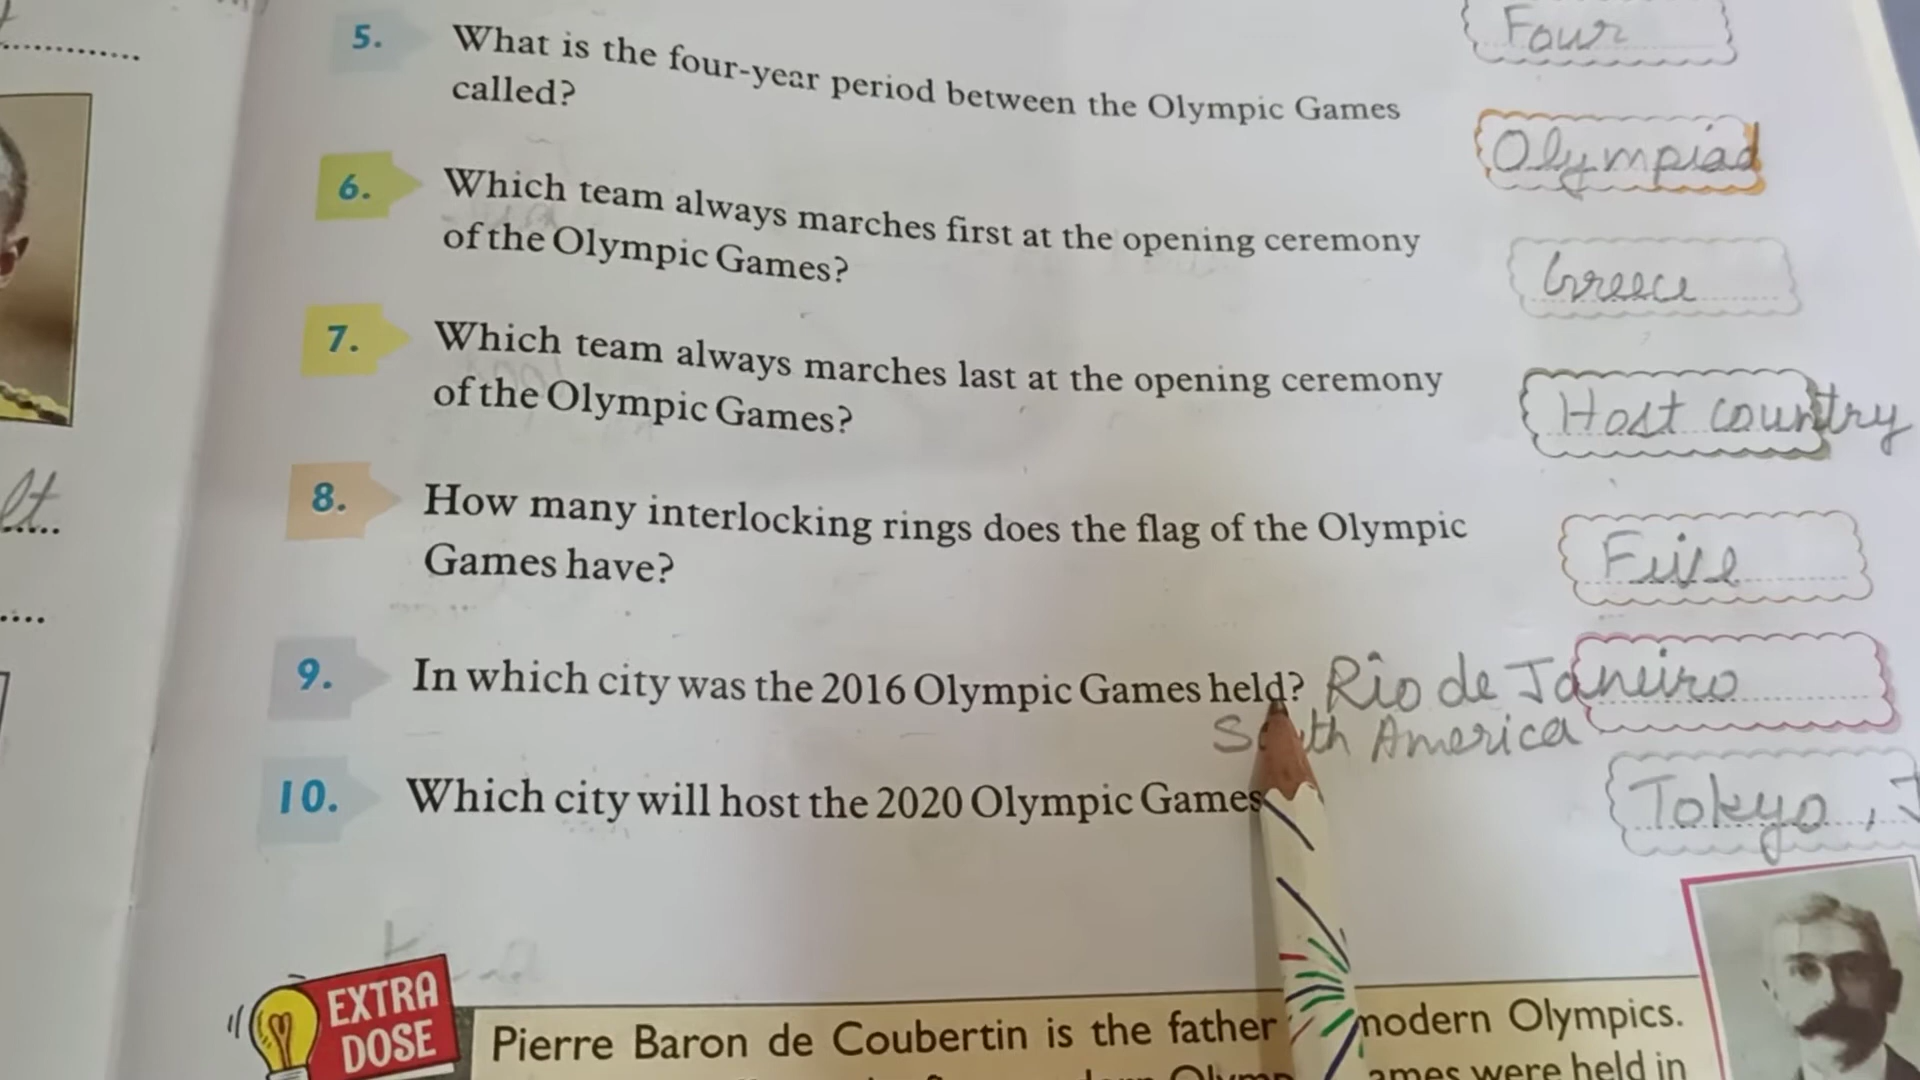 Four
5. What is the four-year period between the Olympic Games
called?
Olympiad
6. Which team always marches first at the opening ceremony
of the Olympic Games?
Greece
7. Which team always marches last at the opening ceremony
of the Olympic Games?
Host country
8. How many interlocking rings does the flag of the Olympic
Games have?
Five
9. In which city was the 2016 Olympic Games held? Rio de Janeiro
South America
10. Which city will host the 2020 Olympic Games
Tokyo, J
EXTRA
DOSE
Pierre Baron de Coubertin is the father modern Olympics.
were held in